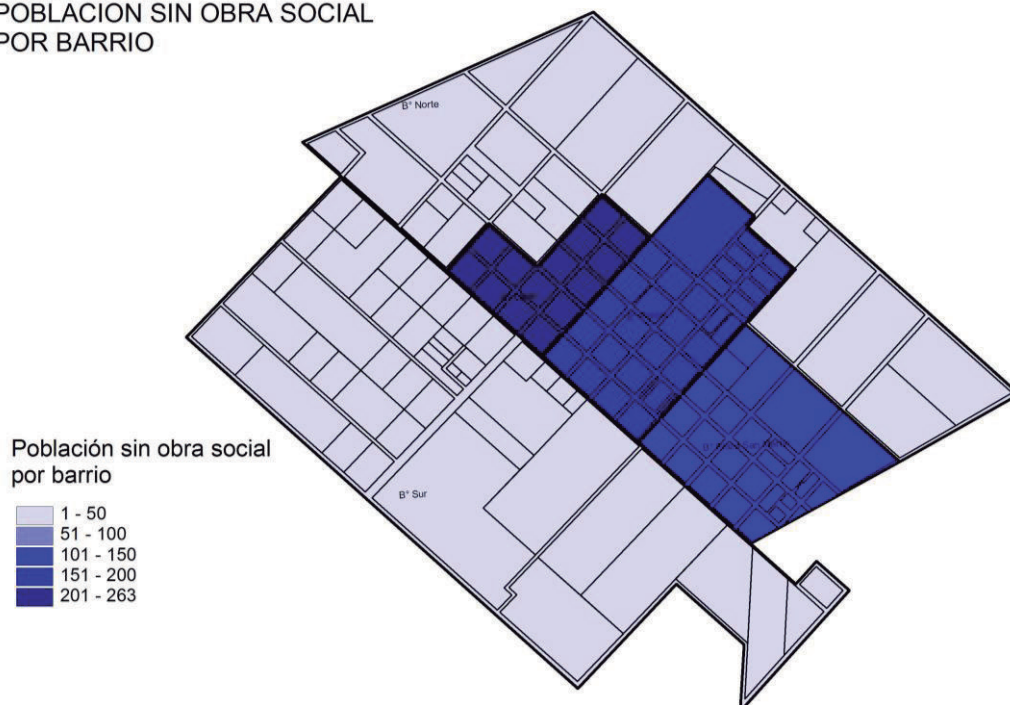 POBLACION SIN OBRA SOCIAL
POR BARRIO
B° Norte
B° Sur
Población sin obra social
por barrio
1 - 50
51 - 100
101 - 150
151 - 200
201 - 263